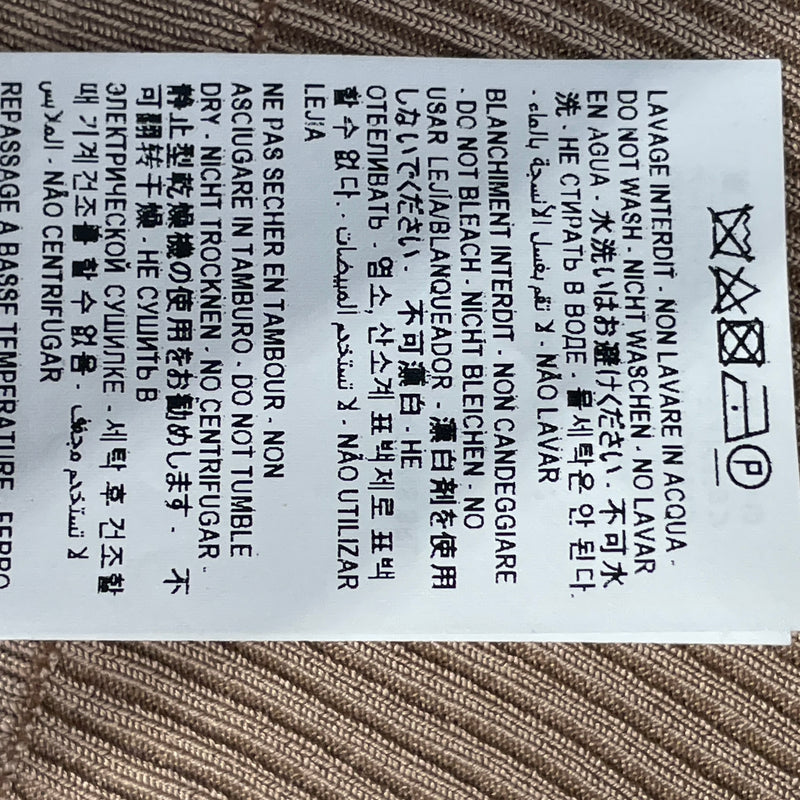 P
LAVAGE INTERDIT - NON LAVARE IN ACQUA -
DO NOT WASH - NICHT WASCHEN - NO LAVAR
EN AGUA - 水洗いはお避けください - 不可水
洗 - НЕ СТИРАТЬ В ВОДЕ - 물세탁은 안 된다.
- لا تقم بغسل الأنسجة بالماء - NÃO LAVAR
BLANCHIMENT INTERDIT - NON CANDEGGIARE
- DO NOT BLEACH - NICHT BLEICHEN - NO
USAR LEJÍA/BLANQUEADOR - 漂白剤を使用
しないでください - 不可漂白 - НЕ
ОТБЕЛИВАТЬ - 염소, 산소계 표백제로 표백
할 수 없다. - لا تستخدم المبيضات - NÃO UTILIZAR
LEJIA
NE PAS SECHER EN TAMBOUR - NON
ASCIUGARE IN TAMBURO - DO NOT TUMBLE
DRY - NICHT TROCKNEN - NO CENTRIFUGAR -
静止型乾燥機の使用をお勧めします - 不
可翻转干燥 - НЕ СУШИТЬ В
ЭЛЕКТРИЧЕСКОЙ СУШИЛКЕ - 세탁 후 건조할
때 기계건조를 할 수 없음 - لا تستخدم مجفف
الملابس - NÃO CENTRIFUGAR
REPASSAGE À BASSE TEMPERATURE - FERRO